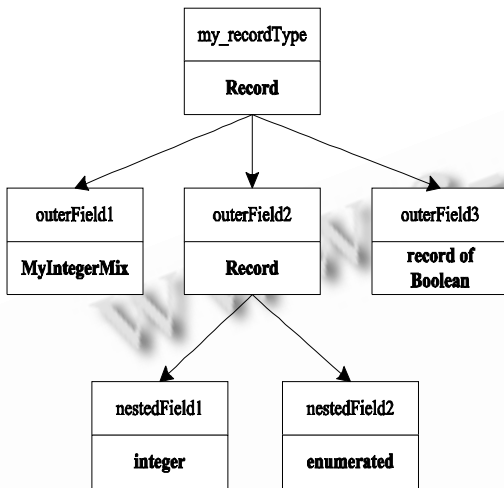 my_recordType
Record
outerField1
MyIntegerMix
outerField2
Record
outerField3
record of
Boolean
nestedField1
integer
nestedField2
enumerated